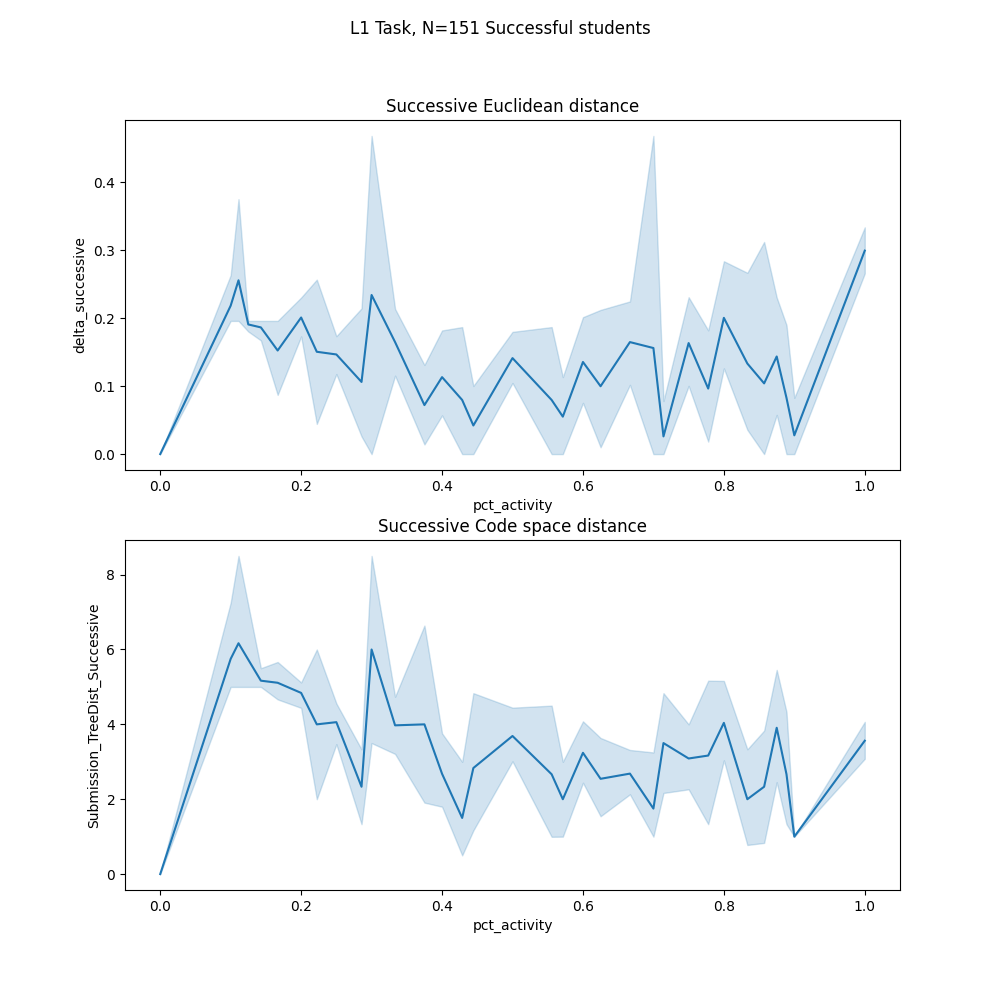 L1 Task, N=151 Successful students
Successive Euclidean distance
delta_successive
0.4
0.3
0.2
0.1
0.0
0.0 0.2 0.4 0.6 0.8 1.0
pct_activity
Successive Code space distance
Submission_TreeDist_Successive
8
6
4
2
0
0.0 0.2 0.4 0.6 0.8 1.0
pct_activity